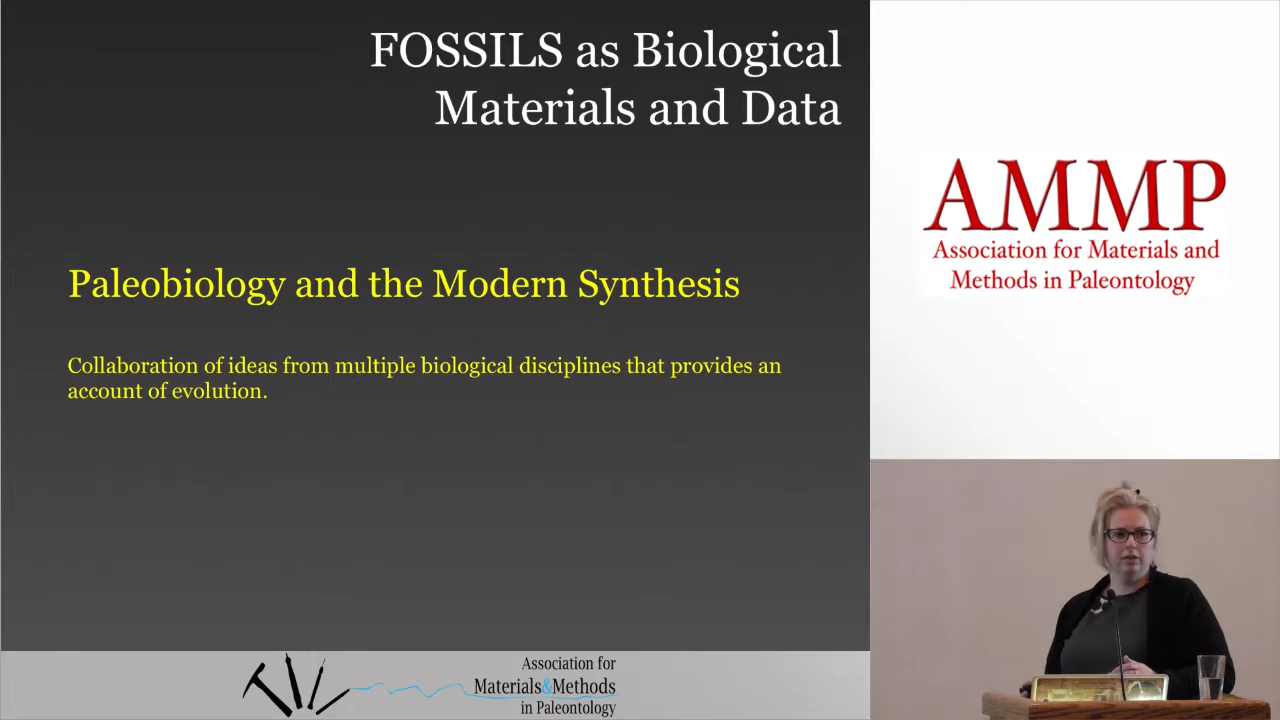 FOSSILS as Biological
Materials and Data
Paleobiology and the Modern Synthesis
Collaboration of ideas from multiple biological disciplines that provides an
account of evolution.
Association for
Materials&Methods
in Paleontology
AMMP
Association for Materials and
Methods in Paleontology